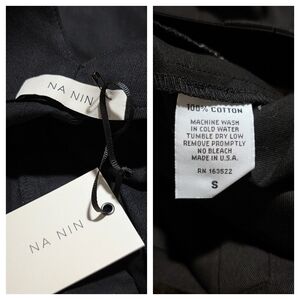 NA NIN
NA NIN
100% COTTON
MACHINE WASH
IN COLD WATER
TUMBLE DRY LOW
REMOVE PROMPTLY
NO BLEACH
MADE IN U.S.A.
RN 163522
S